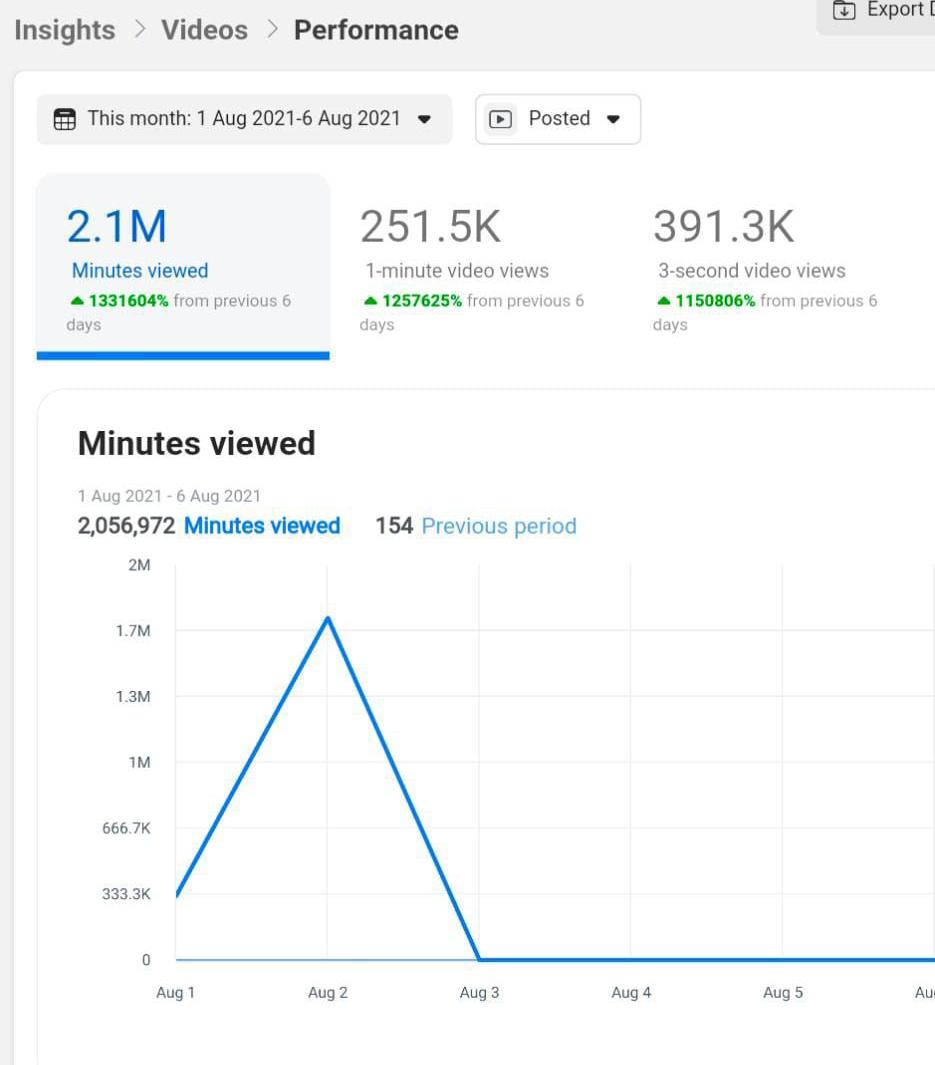 Insights > Videos > Performance
Export
This month: 1 Aug 2021-6 Aug 2021
Posted
2.1M
Minutes viewed
1331604% from previous 6
days
251.5K
1-minute video views
1257625% from previous 6
days
391.3K
3-second video views
1150806% from previous 6
days
Minutes viewed
1 Aug 2021 - 6 Aug 2021
2,056,972 Minutes viewed 154 Previous period
2M
1.7M
1.3M
1M
666.7K
333.3K
0
Aug 1 Aug 2 Aug 3 Aug 4 Aug 5